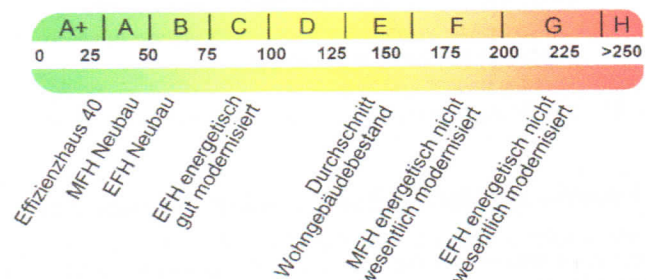 A+ A B C D E F G H
0 25 50 75 100 125 150 175 200 225 >250
Effizienzhaus 40
MFH Neubau
EFH Neubau
EFH energetisch
gut modernisiert
Durchschnitt
Wohngebäudebestand
MFH energetisch nicht
wesentlich modernisiert
EFH energetisch nicht
wesentlich modernisiert